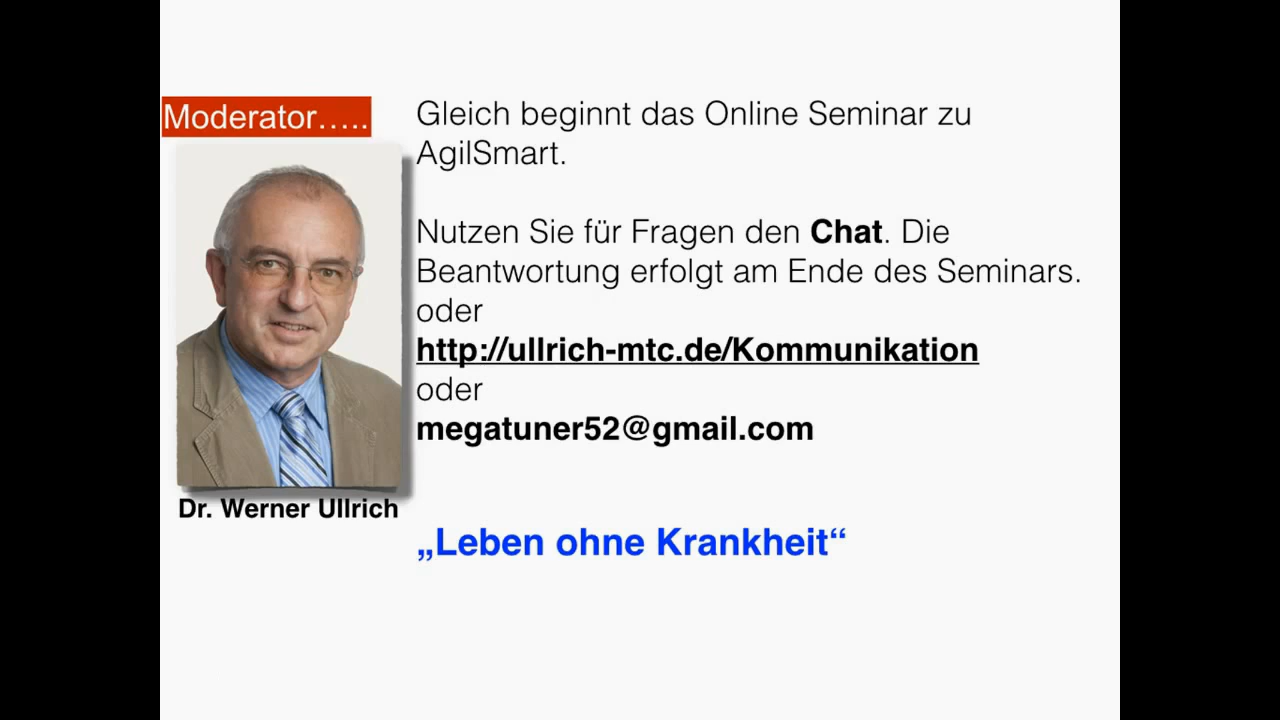 Moderator…..
Gleich beginnt das Online Seminar zu
AgilSmart.
Nutzen Sie für Fragen den Chat. Die
Beantwortung erfolgt am Ende des Seminars.
oder
http://ullrich-mtc.de/Kommunikation
oder
megatuner52@gmail.com
Dr. Werner Ullrich
„Leben ohne Krankheit“